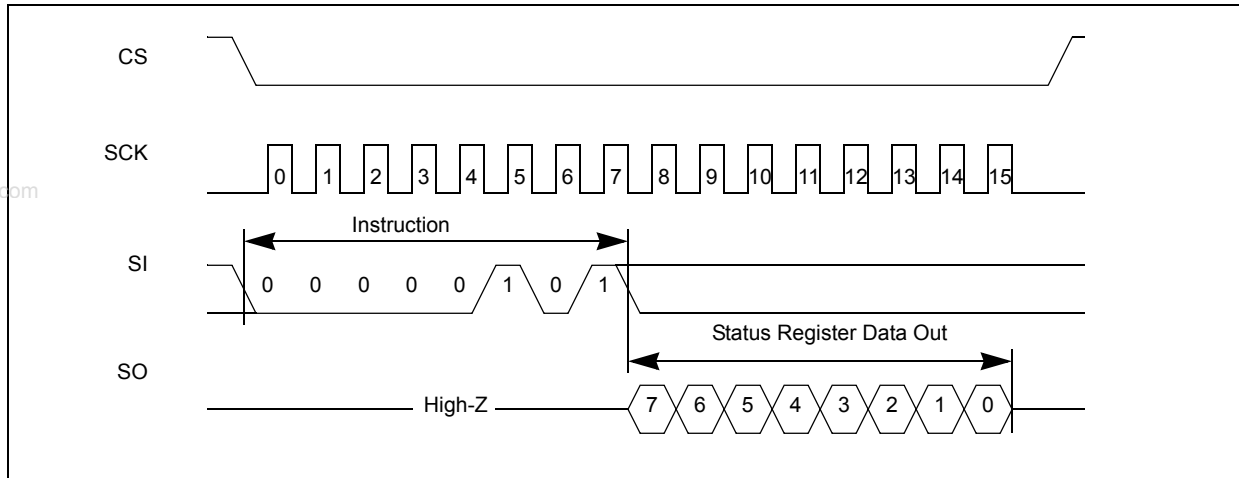 CS
SCK
0 1 2 3 4 5 6 7 8 9 10 11 12 13 14 15
com
Instruction
SI
0 0 0 0 0 1 0 1
Status Register Data Out
SO
High-Z
7 6 5 4 3 2 1 0